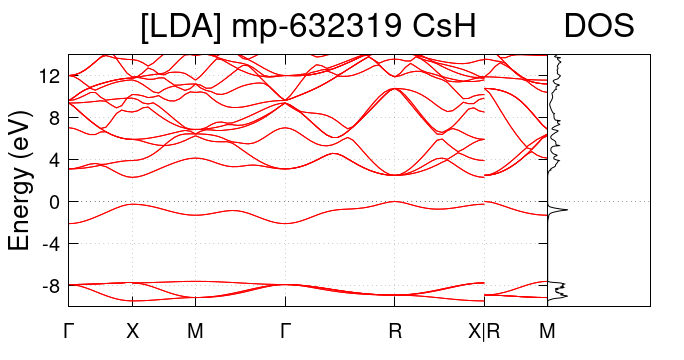 [LDA] mp-632319 CsH
DOS
Energy (eV)
12
8
4
0
-4
-8
Γ X M Γ R X|R M